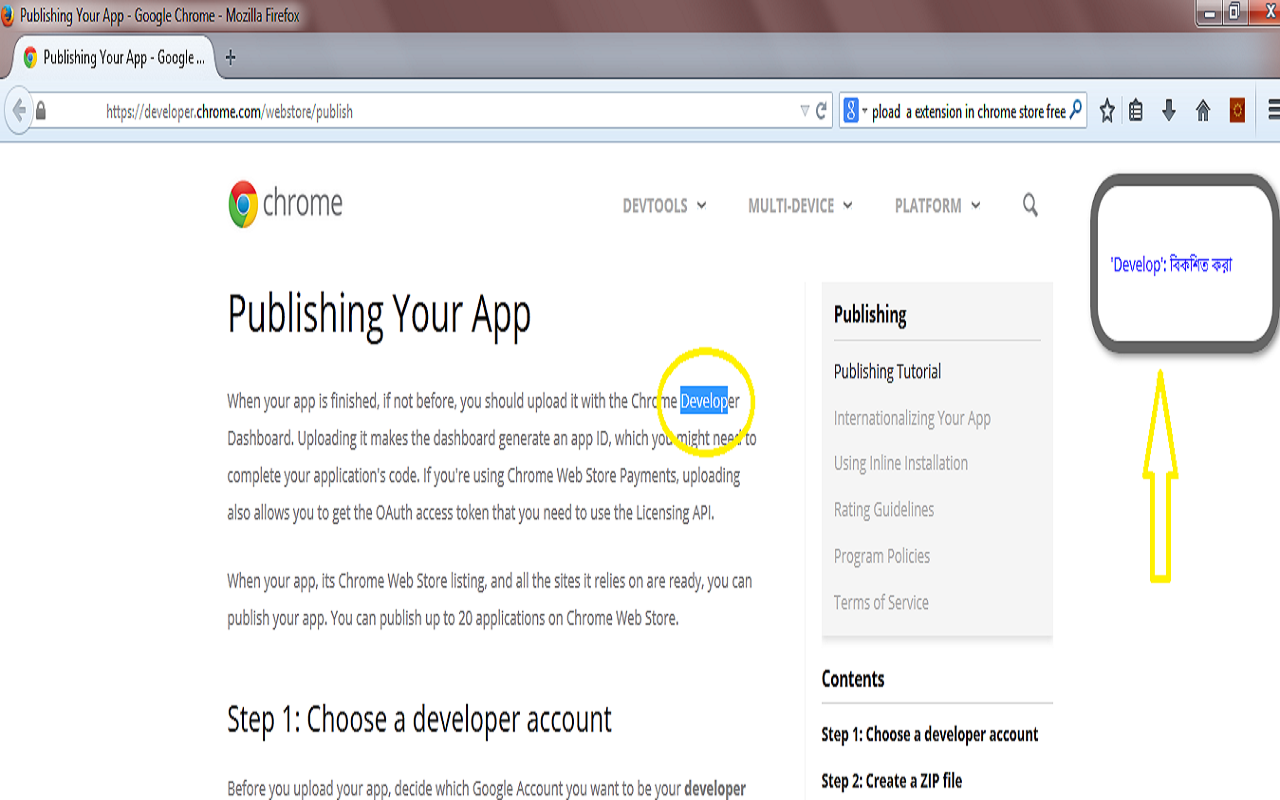 Publishing Your App - Google Chrome - Mozilla Firefox
Publishing Your App - Google ...
https://developer.chrome.com/webstore/publish
pload a extension in chrome store free
chrome
DEVTOOLS
MULTI-DEVICE
PLATFORM
'Develop': বিকশিত করা
Publishing Your App
When your app is finished, if not before, you should upload it with the Chrome Developer
Dashboard. Uploading it makes the dashboard generate an app ID, which you might need to
complete your application's code. If you're using Chrome Web Store Payments, uploading
also allows you to get the OAuth access token that you need to use the Licensing API.
When your app, its Chrome Web Store listing, and all the sites it relies on are ready, you can
publish your app. You can publish up to 20 applications on Chrome Web Store.
Step 1: Choose a developer account
Before you upload your app, decide which Google Account you want to be your developer
Publishing
Publishing Tutorial
Internationalizing Your App
Using Inline Installation
Rating Guidelines
Program Policies
Terms of Service
Contents
Step 1: Choose a developer account
Step 2: Create a ZIP file